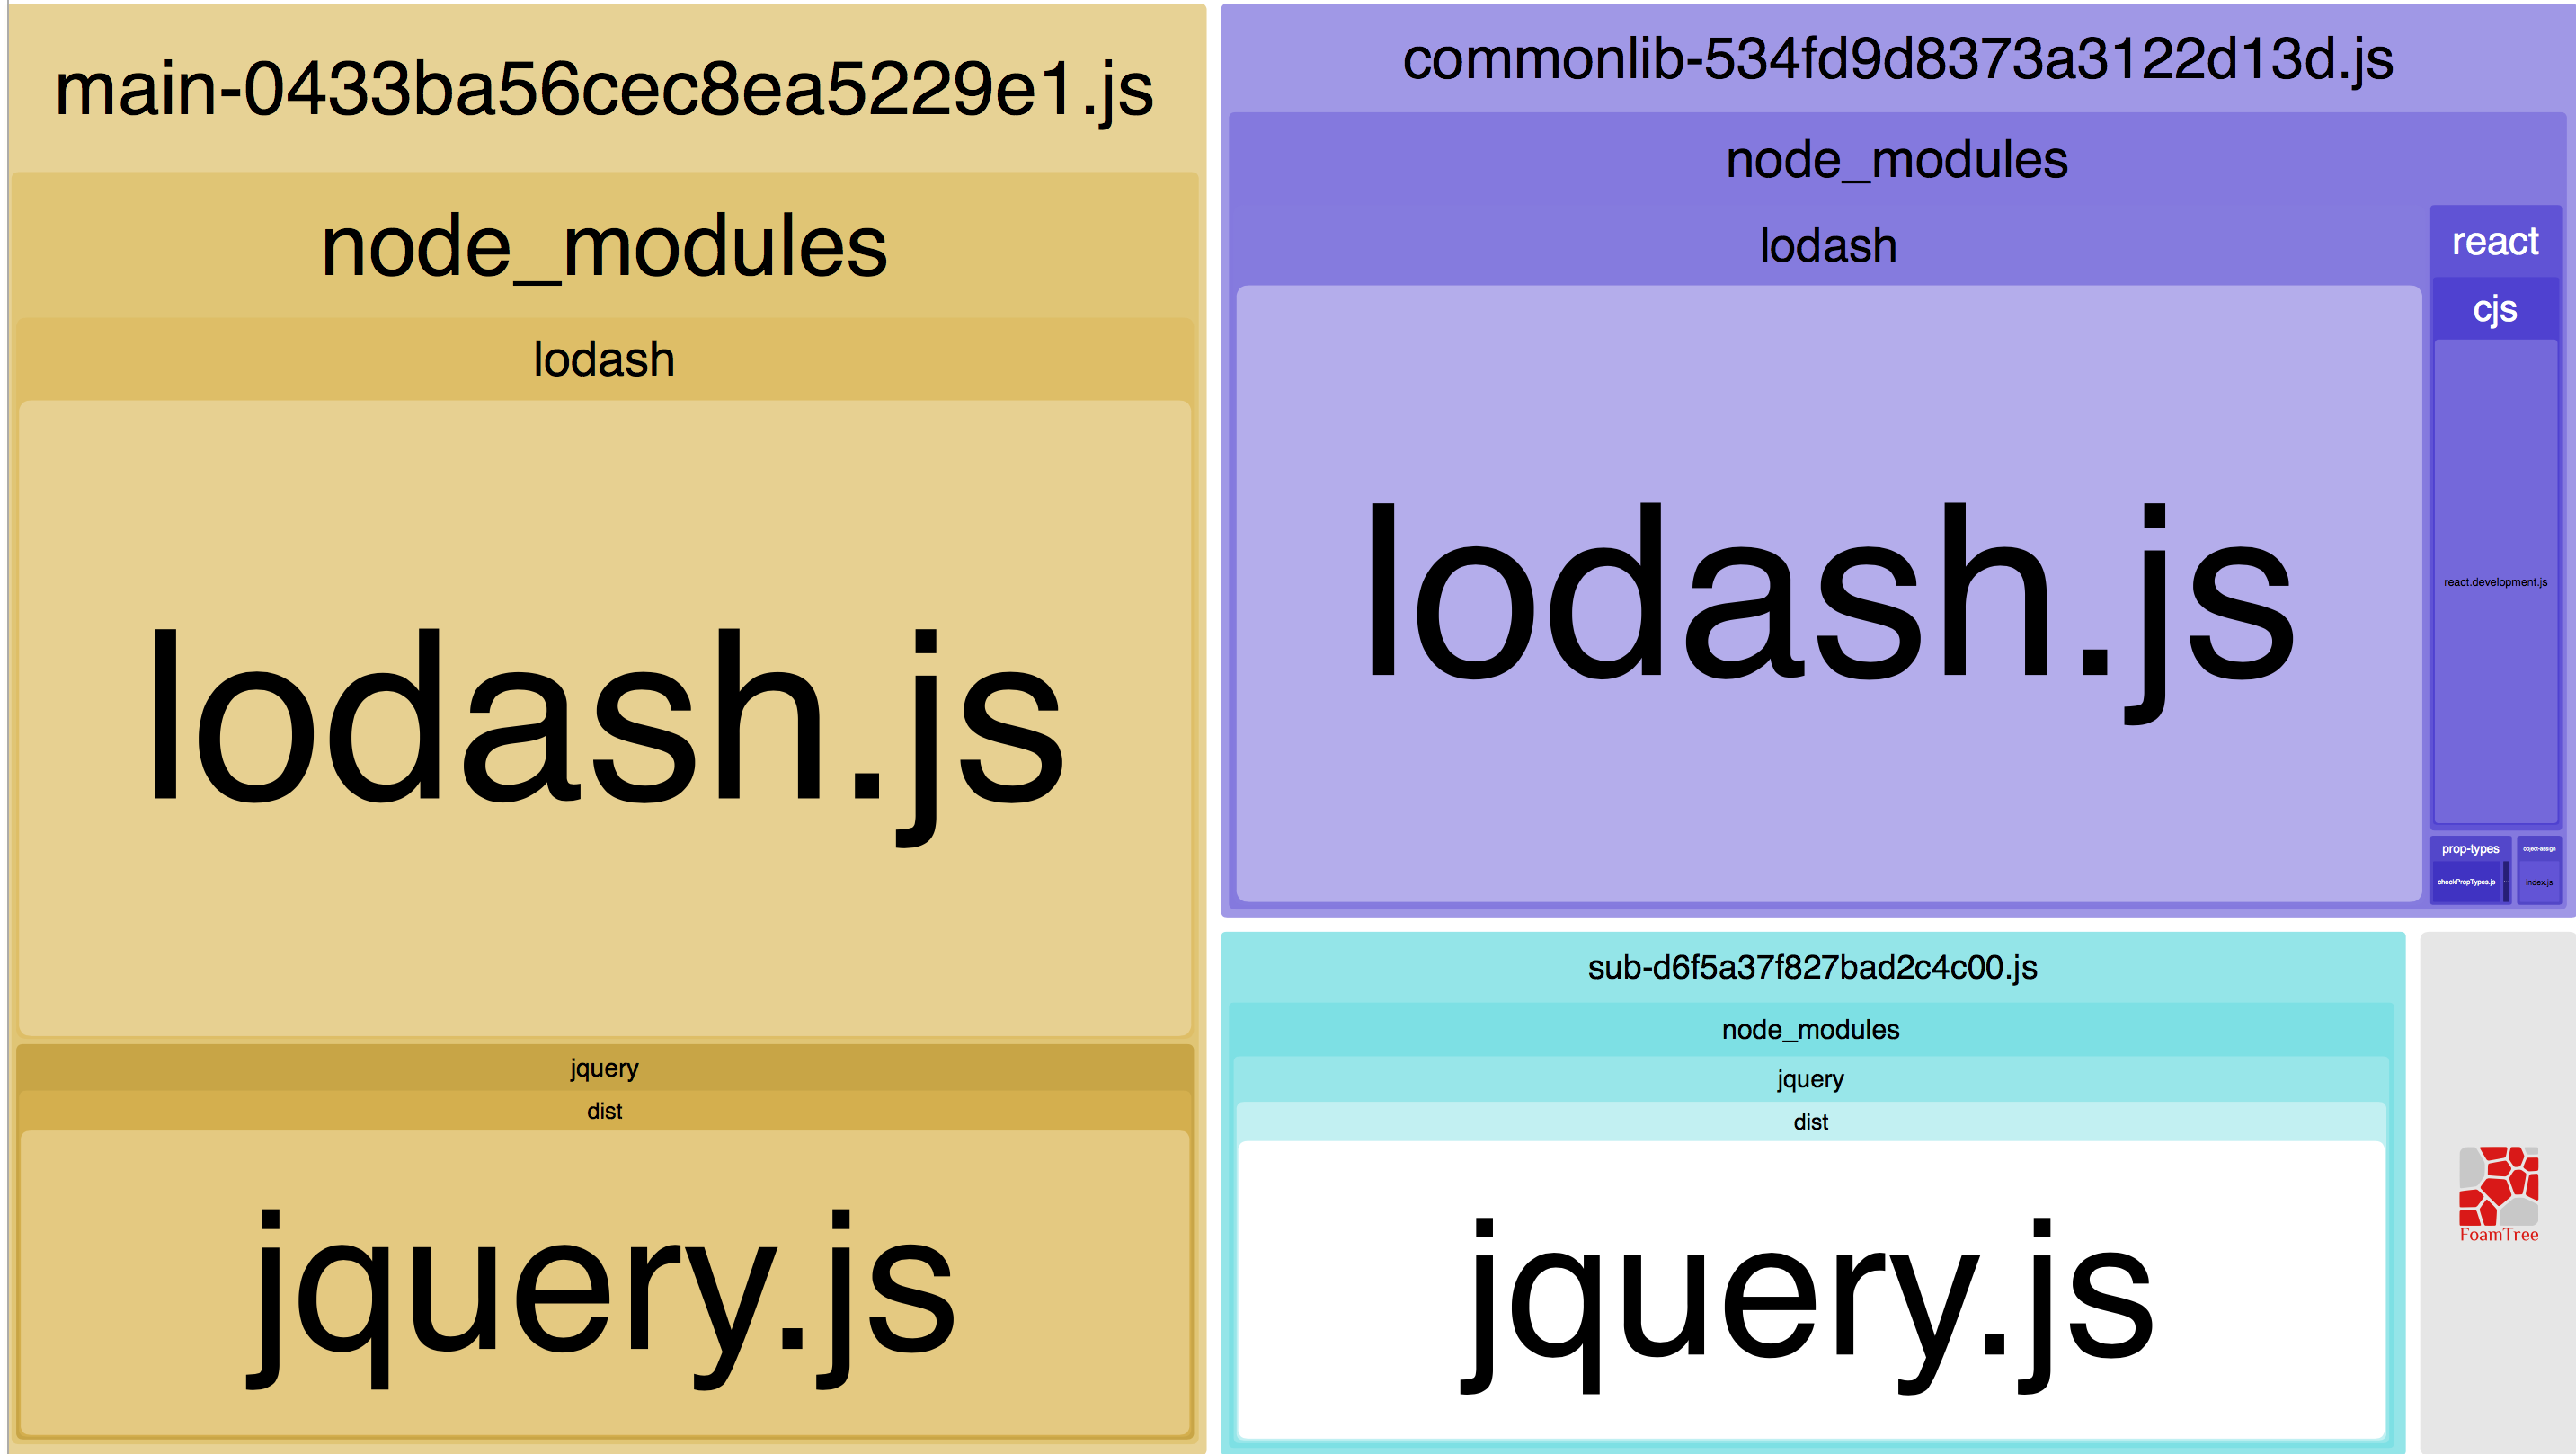 main-0433ba56cec8ea5229e1.js
node_modules
lodash
lodash.js
jquery
dist
jquery.js
commonlib-534fd9d8373a3122d13d.js
node_modules
lodash
lodash.js
react
cjs
react.development.js
prop-types
checkPropTypes.js
object-assign
index.js
sub-d6f5a37f827bad2c4c00.js
node_modules
jquery
dist
jquery.js
FoamTree